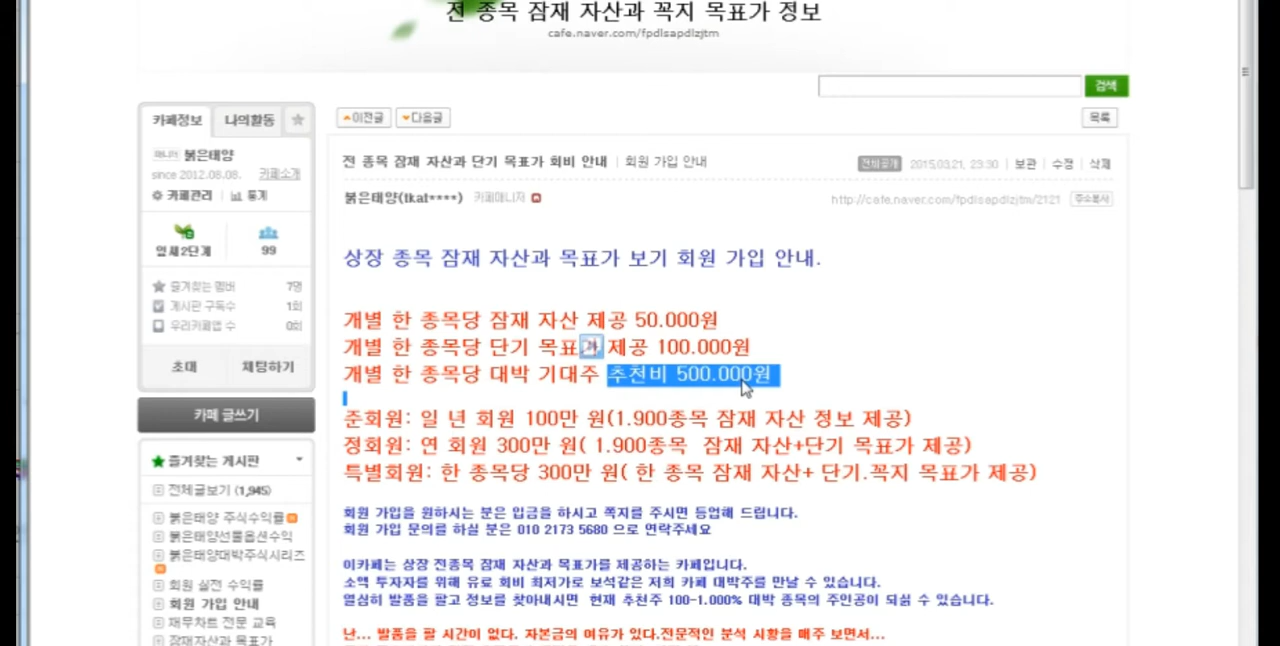 전 종목 잠재 자산과 꼭지 목표가 정보
cafe.naver.com/fpdlsapdlzjtm
검색
카페정보 나의활동
이전글 다음글
목록
매니저 붉은태양
since 2012.08.08. 카페소개
카페관리 통계
전 종목 잠재 자산과 단기 목표가 회비 안내 | 회원 가입 안내
전체공개 2015.03.21. 23:30 보관 수정 삭제
붉은태양(tkat****) 카페매니저
http://cafe.naver.com/fpdlsapdlzjtm/2121 주소복사
잎새2단계 99
즐겨찾는 멤버 7명
게시판 구독수 1회
우리카페앱 수 0회
초대 채팅하기
카페 글쓰기
즐겨찾는 게시판
전체글보기 (1,945)
붉은태양 주식수익률
붉은태양선물옵션수익
붉은태양대박주식시리즈
회원 실전 수익률
회원 가입 안내
재무차트 전문 교육
잠재자산과 목표가
상장 종목 잠재 자산과 목표가 보기 회원 가입 안내.
개별 한 종목당 잠재 자산 제공 50.000원
개별 한 종목당 단기 목표가 제공 100.000원
개별 한 종목당 대박 기대주 추천비 500.000원
준회원: 일 년 회원 100만 원(1.900종목 잠재 자산 정보 제공)
정회원: 연 회원 300만 원( 1.900종목 잠재 자산+단기 목표가 제공)
특별회원: 한 종목당 300만 원( 한 종목 잠재 자산+ 단기.꼭지 목표가 제공)
회원 가입을 원하시는 분은 입금을 하시고 쪽지를 주시면 등업해 드립니다.
회원 가입 문의를 하실 분은 010 2173 5680 으로 연락주세요
이카페는 상장 전종목 잠재 자산과 목표가를 제공하는 카페입니다.
소액 투자자를 위해 유로 회비 최저가로 보석같은 저희 카페 대박주를 만날 수 있습니다.
열심히 발품을 팔고 정보를 찾아내시면 현재 추천주 100-1.000% 대박 종목의 주인공이 되실 수 있습니다.
난... 발품을 팔 시간이 없다. 자본금의 여유가 있다.전문적인 분석 시황을 매주 보면서...